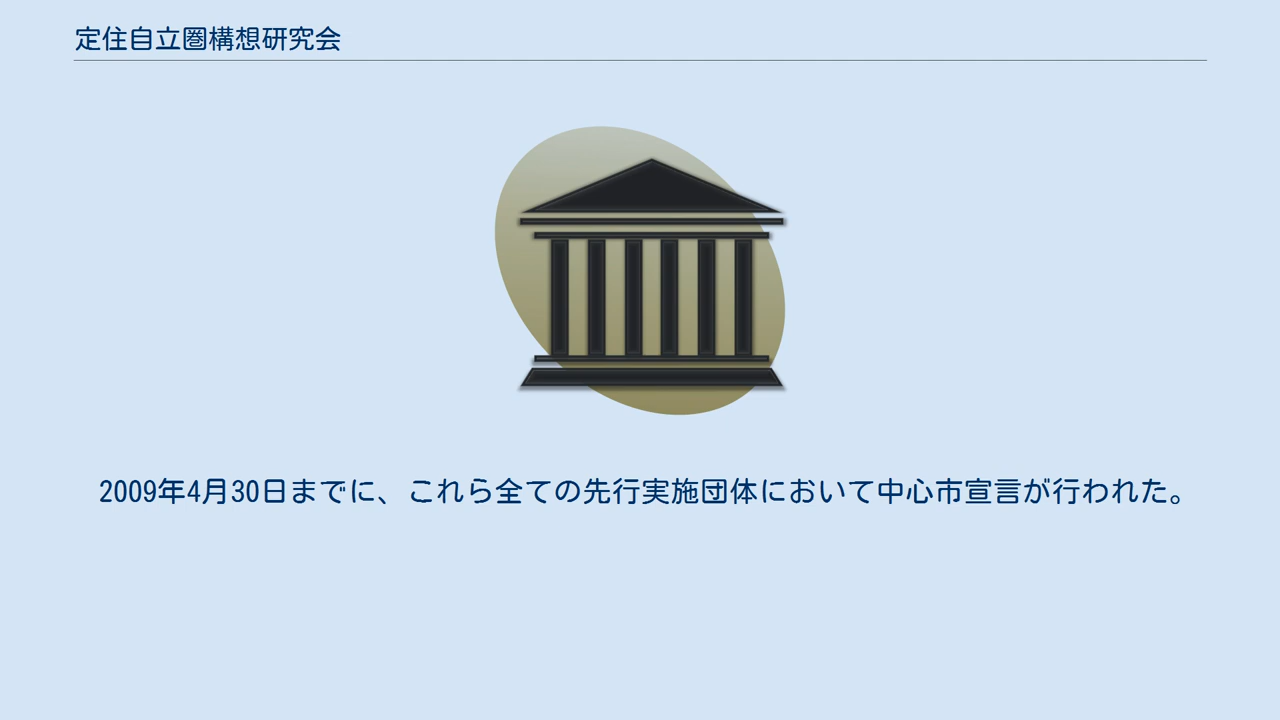 定住自立圏構想研究会
2009年4月30日までに、これら全ての先行実施団体において中心市宣言が行われた。